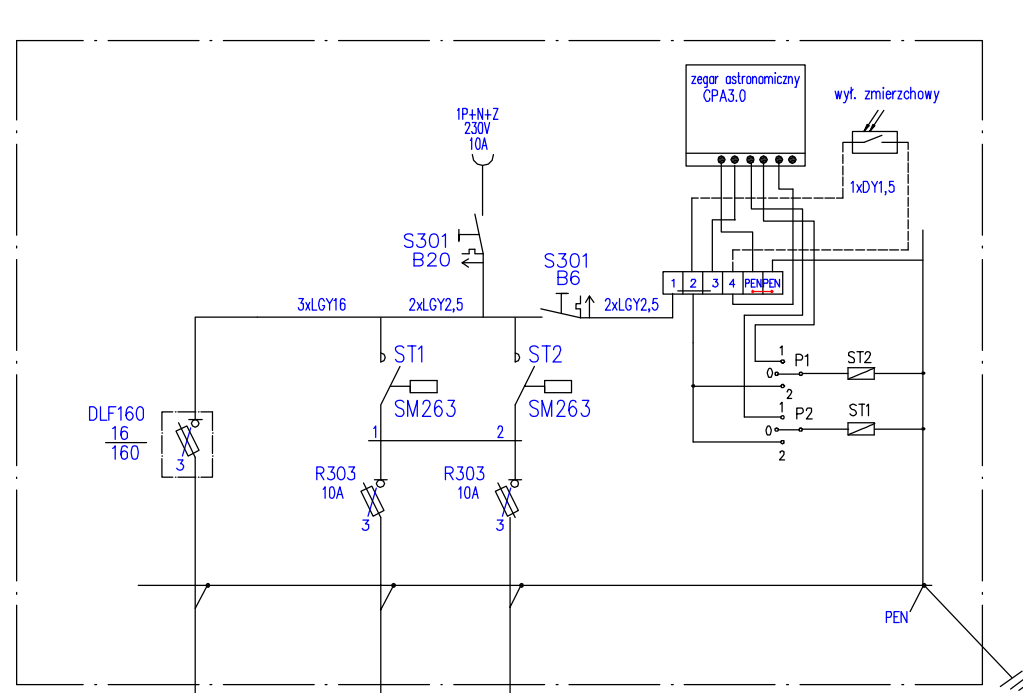 zegar astronomiczny
CPA3.0
wył. zmierzchowy
1P+N+Z
230V
10A
1xDY1,5
S301
B20
S301
B6
1 2 3 4 PEN PEN
3xLGY16
2xLGY2,5
2xLGY2,5
ST1
ST2
SM263
SM263
1
P1
ST2
0
2
1
P2
ST1
0
2
DLF160
16
160
3
1
2
R303
10A
3
R303
10A
3
PEN